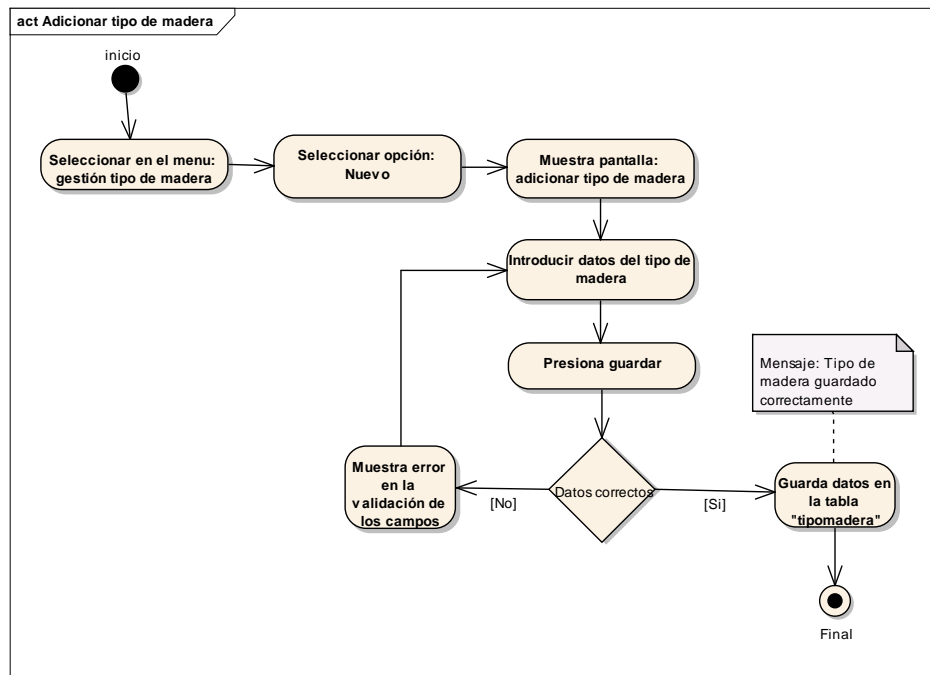 act Adicionar tipo de madera
inicio
Seleccionar en el menu:
gestión tipo de madera
Seleccionar opción:
Nuevo
Muestra pantalla:
adicionar tipo de madera
Introducir datos del tipo de
madera
Presiona guardar
Mensaje: Tipo de
madera guardado
correctamente
Muestra error
en la
validación de
los campos
[No]
Datos correctos
[Si]
Guarda datos en
la tabla
"tipomadera"
Final